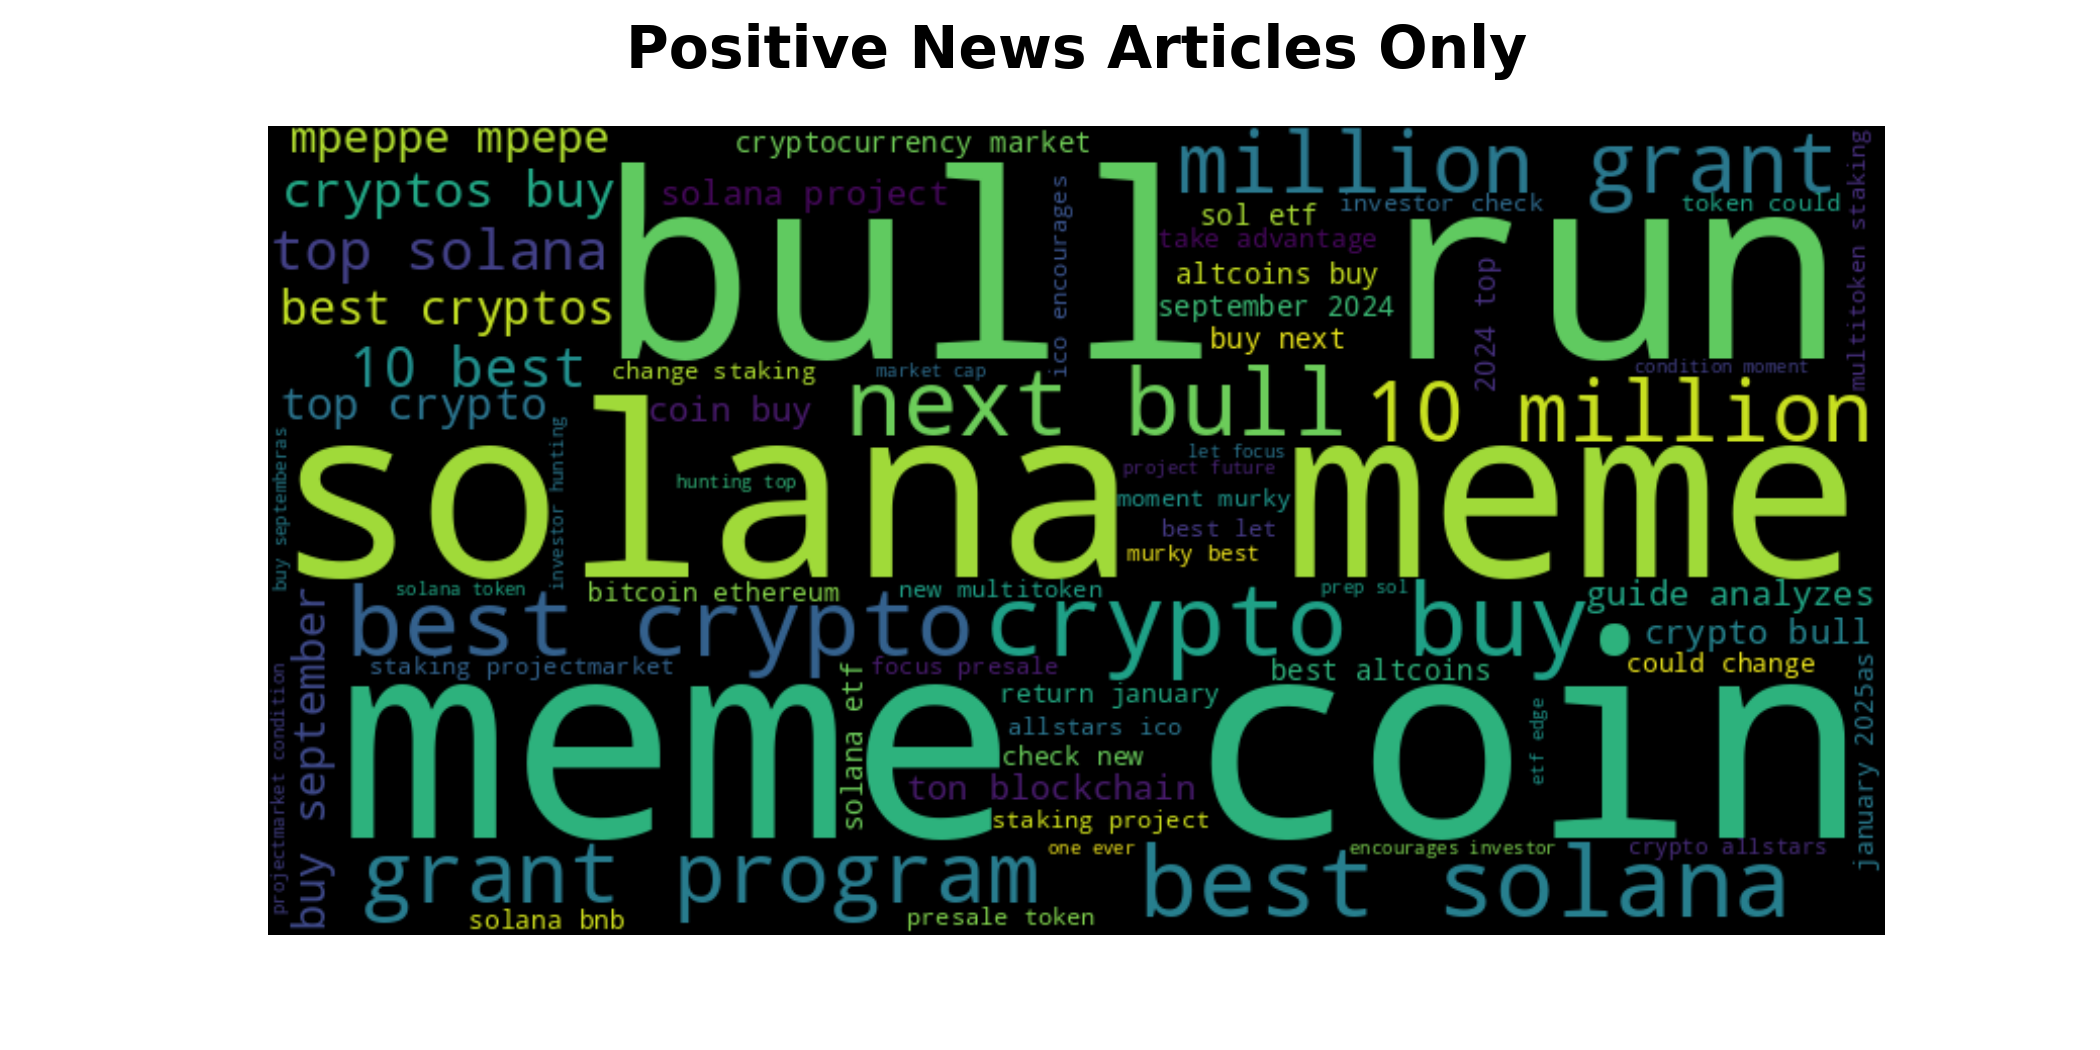 Positive News Articles Only
mpeppe mpepe
cryptocurrency market
million grant
cryptos buy
solana project
bull run
sol etf
investor check
token could
multitoken staking
top solana
ico encourages
take advantage
altcoins buy
2024 top
best cryptos
september 2024
buy next
10 best
change staking
market cap
next bull
condition moment
10 million
top crypto
coin buy
buy septemberas
investor hunting
solana meme
hunting top
let focus
project future
moment murky
best let
murky best
solana token
bitcoin ethereum
new multitoken
prep sol
guide analyzes
best crypto
crypto buy
crypto bull
buy september
staking projectmarket
focus presale
best altcoins
could change
projectmarket condition
meme coin
solana etf
return january
allstars ico
etf edge
january 2025as
check new
ton blockchain
staking project
one ever
encourages investor
crypto allstars
grant program
best solana
solana bnb
presale token